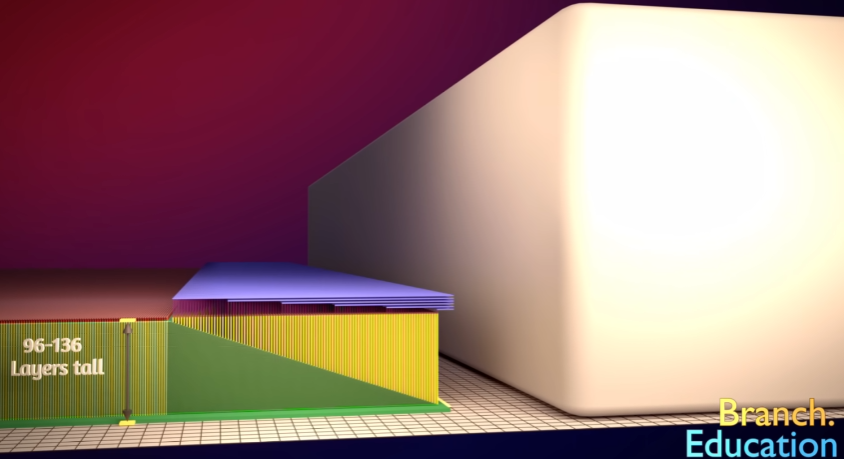 96-136
Layers tall
Branch.
Education